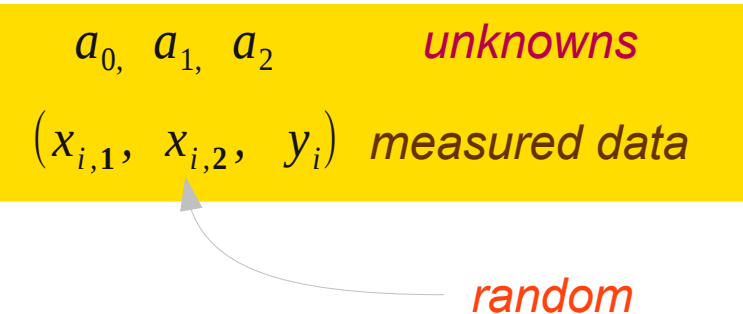 a₀, a₁, a₂ unknowns
(xᵢ,₁, xᵢ,₂, yᵢ) measured data
random